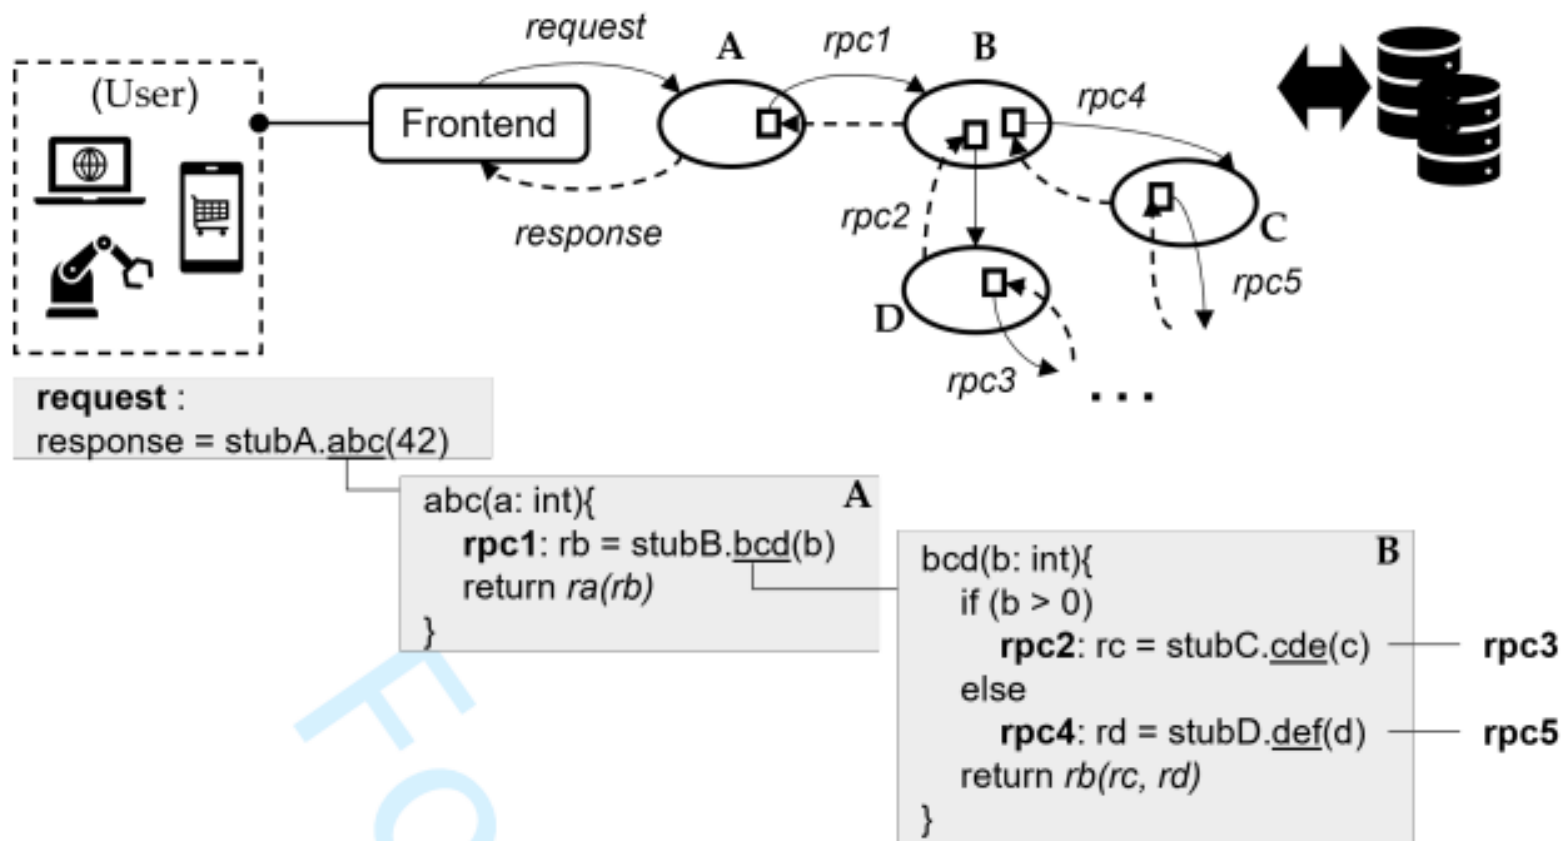 (User)
Frontend
request
response
A
rpc1
B
rpc4
rpc2
C
rpc5
D
rpc3
...
request :
response = stubA.abc(42)
A
abc(a: int){
rpc1: rb = stubB.bcd(b)
return ra(rb)
}
B
bcd(b: int){
if (b > 0)
rpc2: rc = stubC.cde(c)
rpc3
else
rpc4: rd = stubD.def(d)
rpc5
return rb(rc, rd)
}
FO